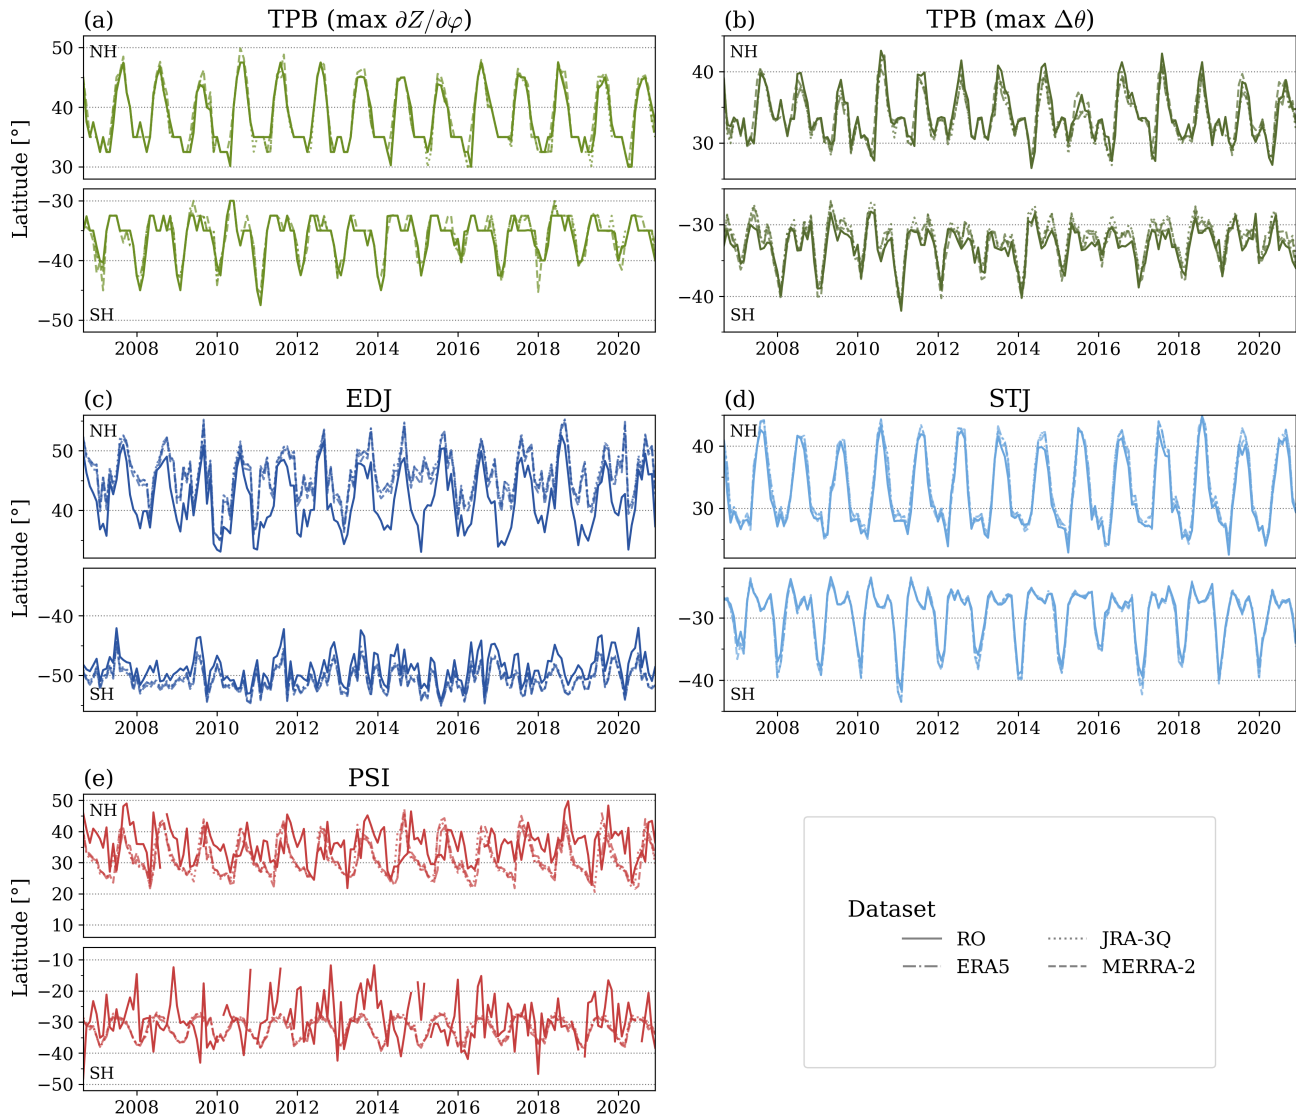 (a) TPB (max ∂Z/∂φ)
Latitude [°]
50
40
30
NH
−30
−40
−50
SH
2008 2010 2012 2014 2016 2018 2020
(b) TPB (max Δθ)
40
30
NH
−30
−40
SH
2008 2010 2012 2014 2016 2018 2020
(c) EDJ
Latitude [°]
50
40
NH
−40
−50
SH
2008 2010 2012 2014 2016 2018 2020
(d) STJ
40
30
NH
−30
−40
SH
2008 2010 2012 2014 2016 2018 2020
(e) PSI
Latitude [°]
50
40
30
20
10
NH
−10
−20
−30
−40
−50
SH
2008 2010 2012 2014 2016 2018 2020
Dataset
RO JRA-3Q
ERA5 MERRA-2